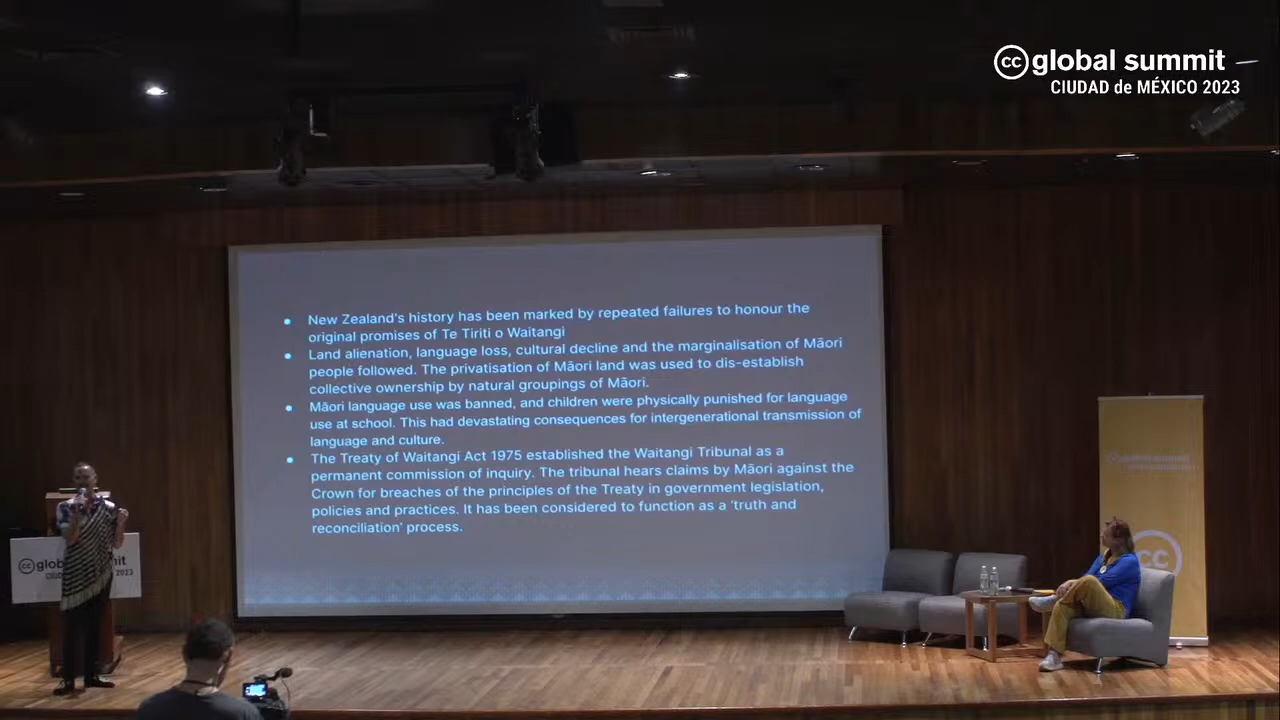 cc global summit
CIUDAD de MÉXICO 2023
• New Zealand's history has been marked by repeated failures to honour the
original promises of Te Tiriti o Waitangi
• Land alienation, language loss, cultural decline and the marginalisation of Māori
people followed. The privatisation of Māori land was used to dis-establish
collective ownership by natural groupings of Māori.
• Māori language use was banned, and children were physically punished for language
use at school. This had devastating consequences for intergenerational transmission of
language and culture.
• The Treaty of Waitangi Act 1975 established the Waitangi Tribunal as a
permanent commission of inquiry. The tribunal hears claims by Māori against the
Crown for breaches of the principles of the Treaty in government legislation,
policies and practices. It has been considered to function as a 'truth and
reconciliation' process.
global summit
cc
cc
2023